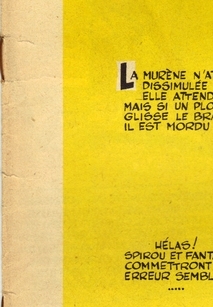 LA MURÈNE N'AT
DISSIMULÉE
ELLE ATTEND
MAIS SI UN PLO
GLISSE LE BRA
IL EST MORDU
HÉLAS!
SPIROU ET FANT
COMMETTRONT
ERREUR SEMBL
.....